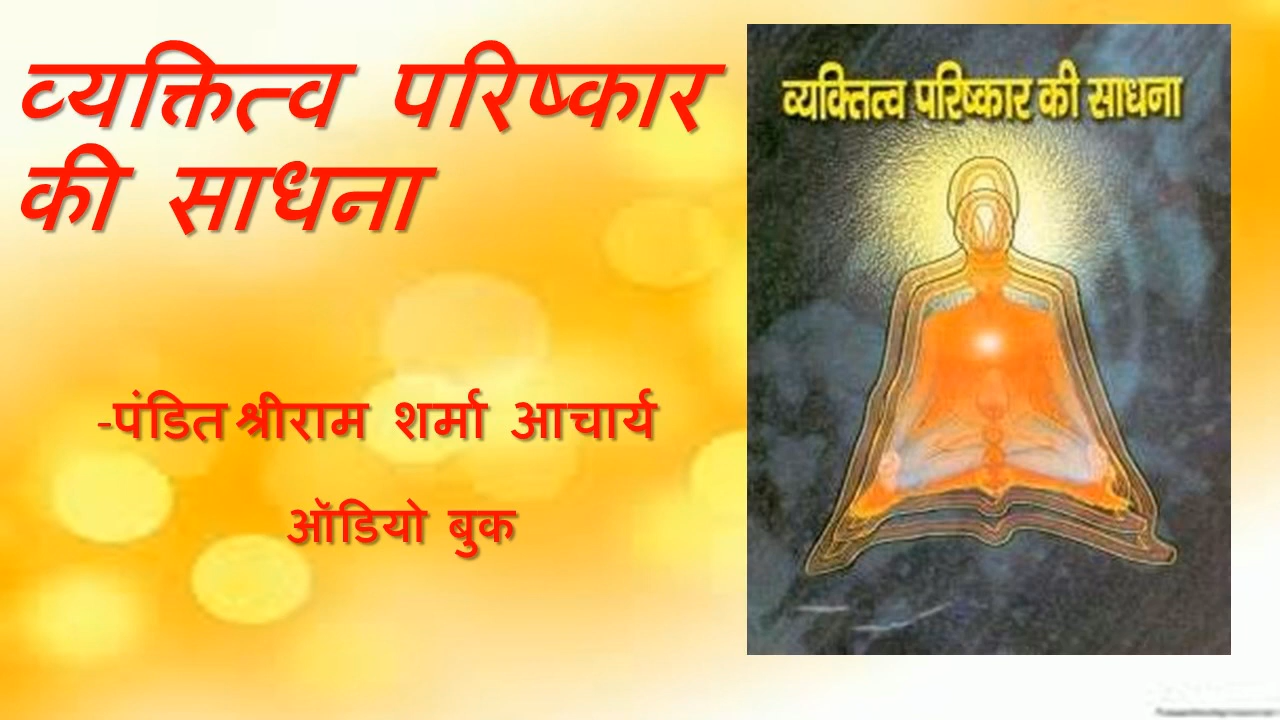 व्यक्तित्व परिष्कार
की साधना
-पंडित श्रीराम शर्मा आचार्य
ऑडियो बुक
व्यक्तित्व परिष्कार की साधना